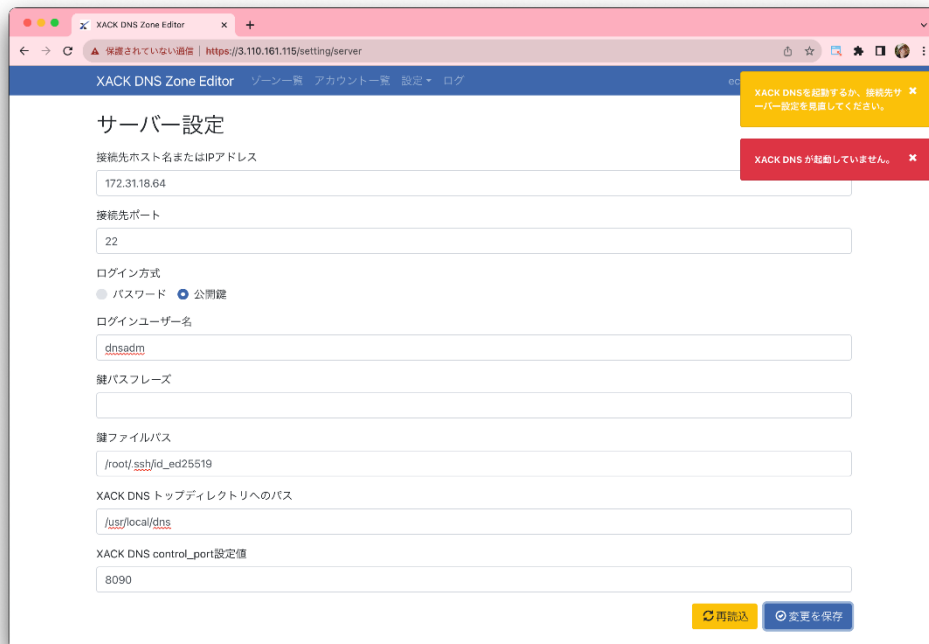 XACK DNS Zone Editor
保護されていない通信 | https://3.110.161.115/setting/server
XACK DNS Zone Editor ゾーン一覧 アカウント一覧 設定 ログ
XACK DNSを起動するか、接続先サ
ーバー設定を見直してください。
XACK DNS が起動していません。
サーバー設定
接続先ホスト名またはIPアドレス
172.31.18.64
接続先ポート
22
ログイン方式
パスワード 公開鍵
ログインユーザー名
dnsadm
鍵パスフレーズ
鍵ファイルパス
/root/.ssh/id_ed25519
XACK DNS トップディレクトリへのパス
/usr/local/dns
XACK DNS control_port設定値
8090
再読込 変更を保存